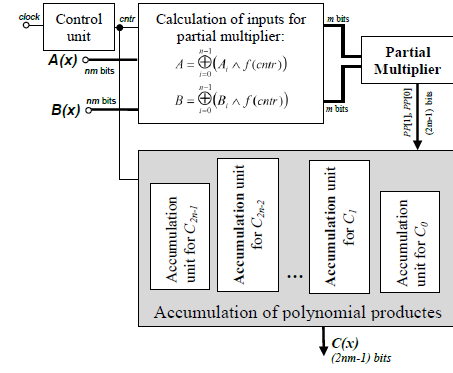 clock
Control
unit
cntr
Calculation of inputs for
partial multiplier:
n-1
A = ⊕(A_i ∧ f(cntr))
i=0
n-1
B = ⊕(B_i ∧ f(cntr))
i=0
m bits
m bits
Partial
Multiplier
A(x)
nm bits
nm bits
B(x)
PP[1], PP[0]
(2m-1) bits
Accumulation
unit for C_{2n-1}
Accumulation unit
for C_{2n-2}
...
Accumulation unit
for C_1
Accumulation
unit for C_0
Accumulation of polynomial productes
C(x)
(2nm-1) bits